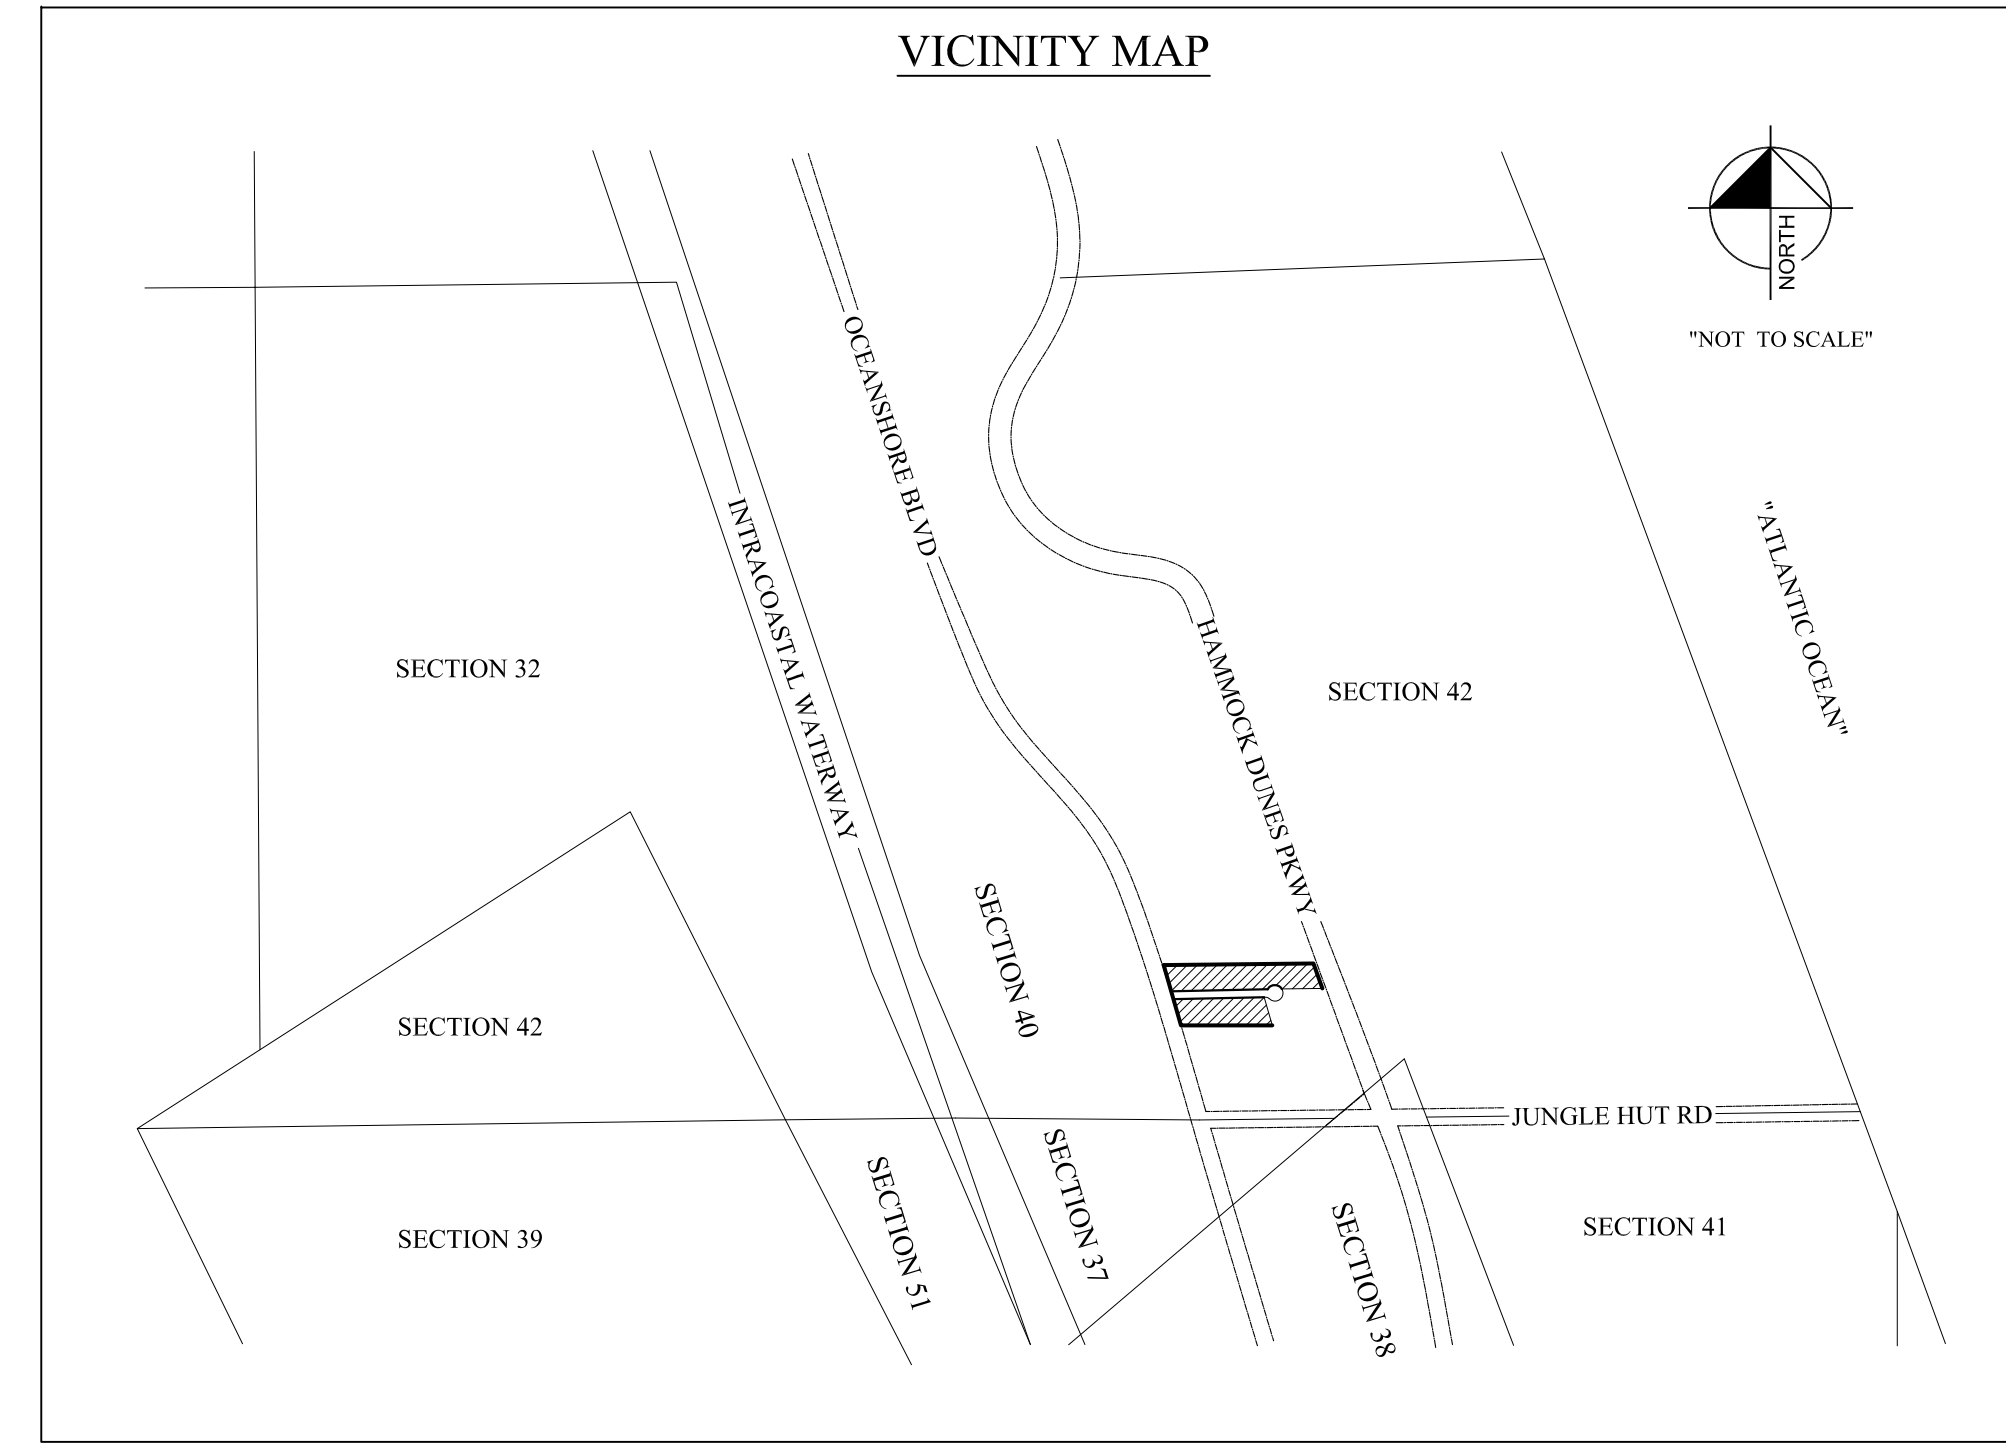 VICINITY MAP
NORTH
"NOT TO SCALE"
OCEANSHORE BLVD
INTRACOASTAL WATERWAY
"ATLANTIC OCEAN"
HAMMOCK DUNES PKWY
SECTION 32
SECTION 42
SECTION 40
SECTION 42
JUNGLE HUT RD
SECTION 37
SECTION 51
SECTION 38
SECTION 41
SECTION 39